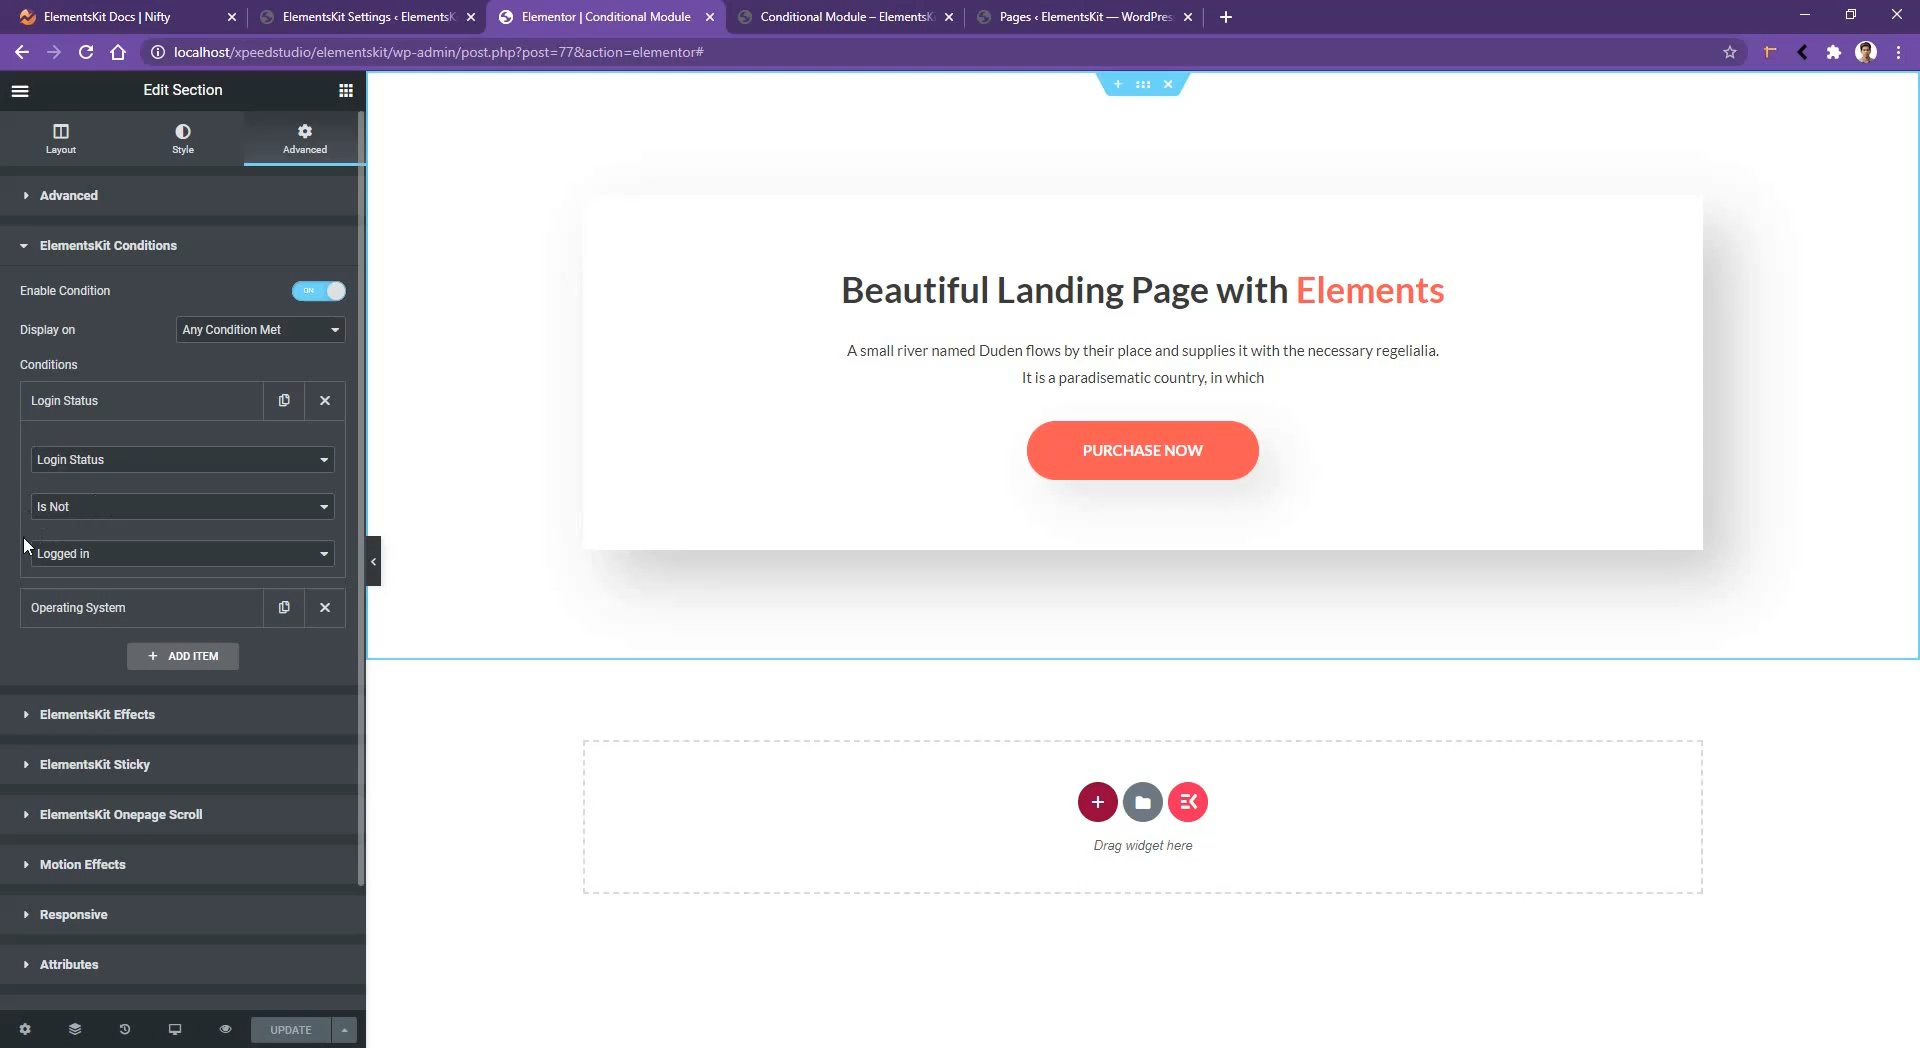 ElementsKit Docs | Nifty
ElementsKit Settings ‹ ElementsK
Elementor | Conditional Module
Conditional Module – ElementsK
Pages ‹ ElementsKit — WordPres
localhost/xpeedstudio/elementskit/wp-admin/post.php?post=77&action=elementor#
Edit Section
Layout
Style
Advanced
Advanced
ElementsKit Conditions
Enable Condition
ON
Display on
Any Condition Met
Conditions
Login Status
Login Status
Is Not
Logged in
Operating System
+ ADD ITEM
ElementsKit Effects
ElementsKit Sticky
ElementsKit Onepage Scroll
Motion Effects
Responsive
Attributes
UPDATE
Beautiful Landing Page with Elements
A small river named Duden flows by their place and supplies it with the necessary regelialia.
It is a paradisematic country, in which
PURCHASE NOW
Drag widget here